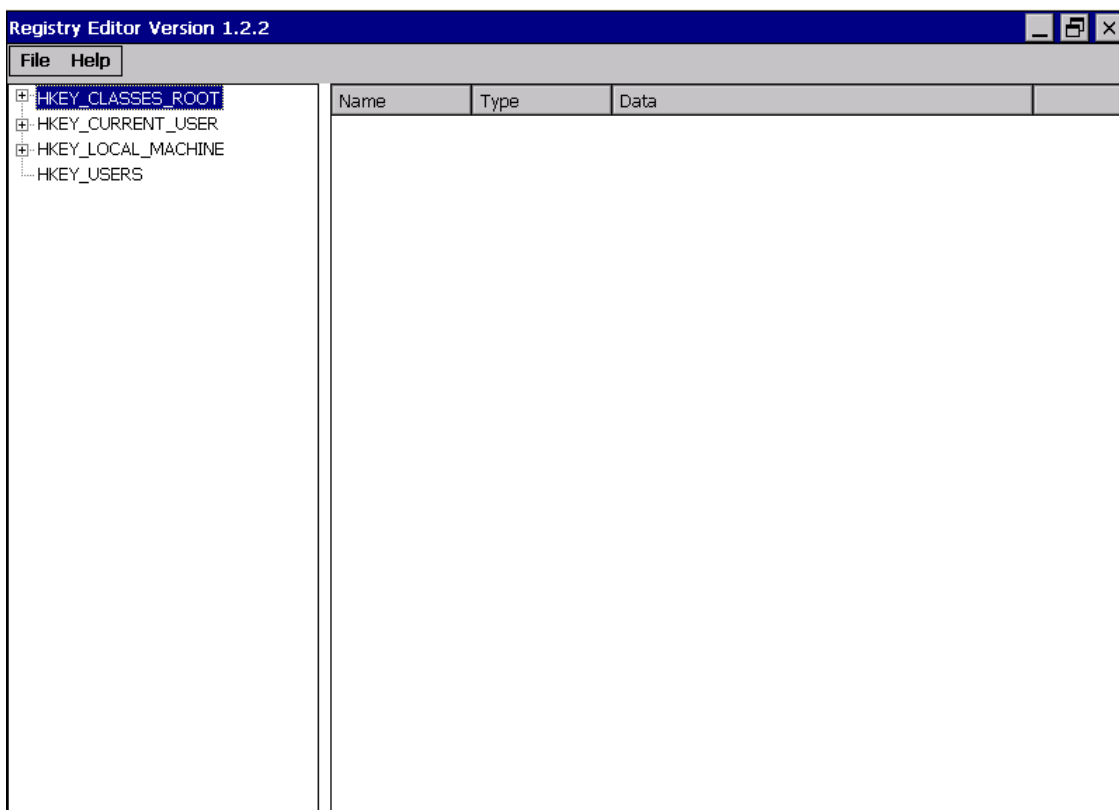 Registry Editor Version 1.2.2
File Help
HKEY_CLASSES_ROOT
HKEY_CURRENT_USER
HKEY_LOCAL_MACHINE
HKEY_USERS
Name Type Data